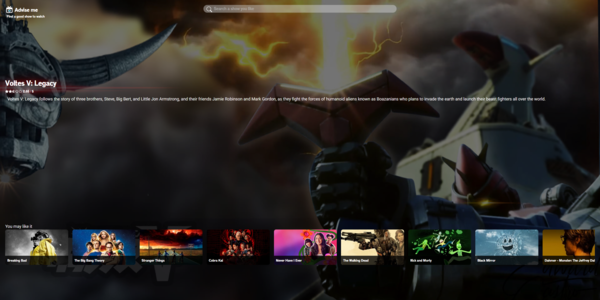 Advise me
Find a good show to watch
Search a show you like
Voltes V: Legacy
Voltes V: Legacy follows the story of three brothers, Steve, Big Bert, and Little Jon Armstrong, and their friends Jamie Robinson and Mark Gordon, as they fight the forces of humanoid aliens known as Boazanians who plans to invade the earth and launch their beast fighters all over the world.
You may like it
Breaking Bad
The Big Bang Theory
Stranger Things
Cobra Kai
Never Have I Ever
The Walking Dead
Rick and Morty
Black Mirror
Dahmer - Monster: The Jeffrey Dah